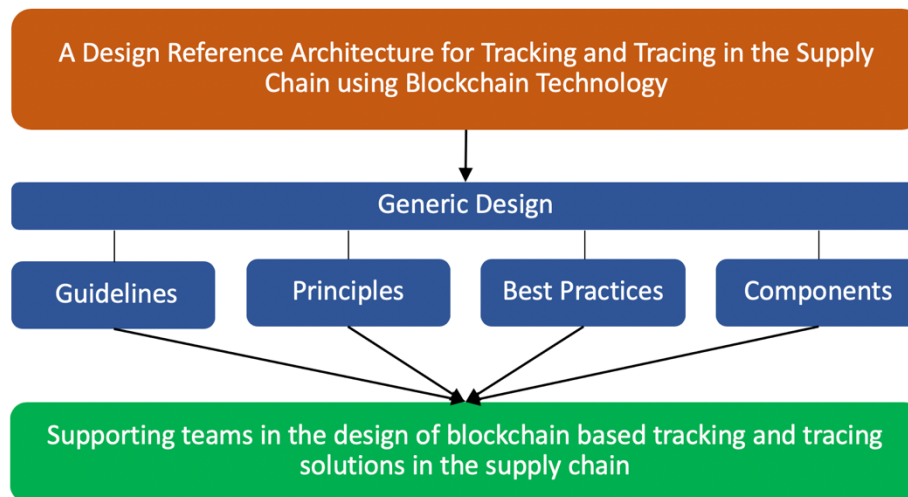 A Design Reference Architecture for Tracking and Tracing in the Supply
Chain using Blockchain Technology
Generic Design
Guidelines
Principles
Best Practices
Components
Supporting teams in the design of blockchain based tracking and tracing
solutions in the supply chain